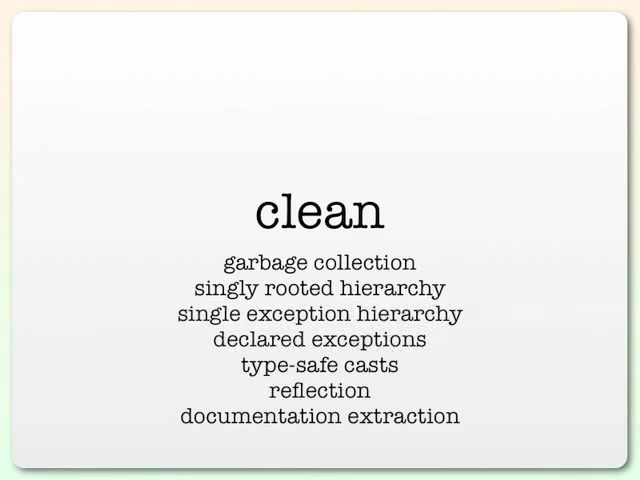 clean
garbage collection
singly rooted hierarchy
single exception hierarchy
declared exceptions
type-safe casts
reflection
documentation extraction